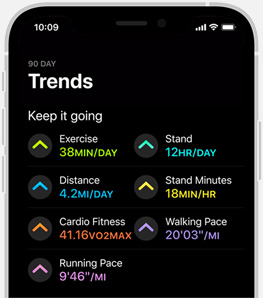 10:09
90 DAY
Trends
Keep it going
Exercise
38MIN/DAY
Stand
12HR/DAY
Distance
4.2MI/DAY
Stand Minutes
18MIN/HR
Cardio Fitness
41.16VO2MAX
Walking Pace
20'03"/MI
Running Pace
9'46"/MI